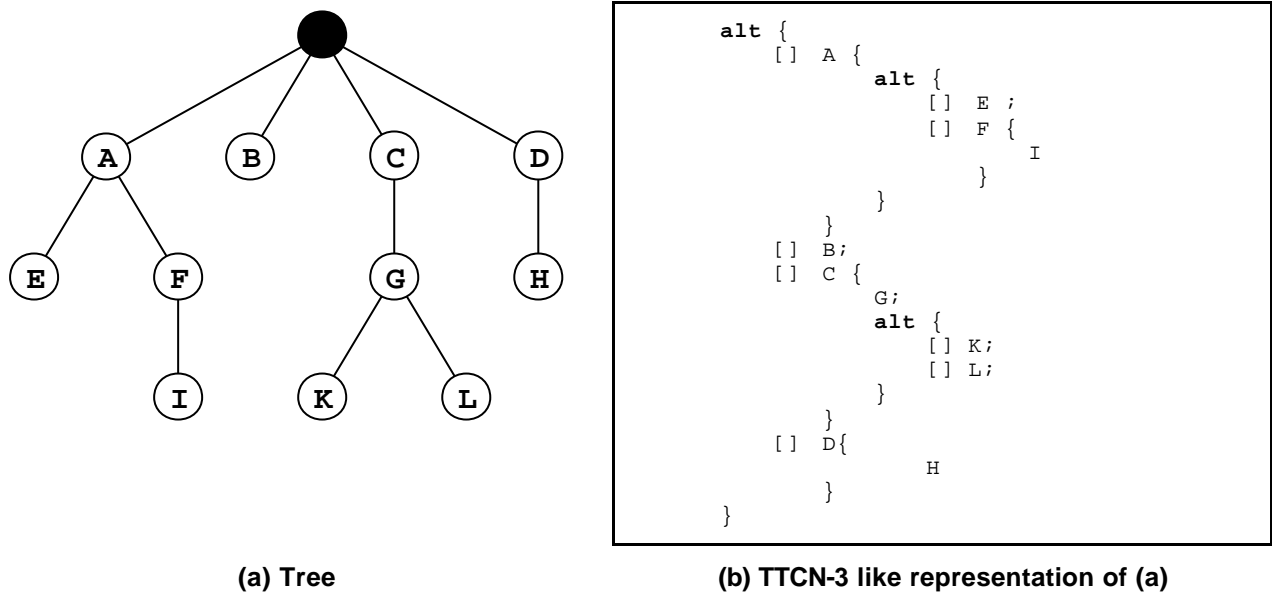 A B C D
E F G H
I K L
(a) Tree
alt {
[] A {
alt {
[] E ;
[] F {
I
}
}
}
[] B;
[] C {
G;
alt {
[] K;
[] L;
}
}
[] D{
H
}
}
(b) TTCN-3 like representation of (a)